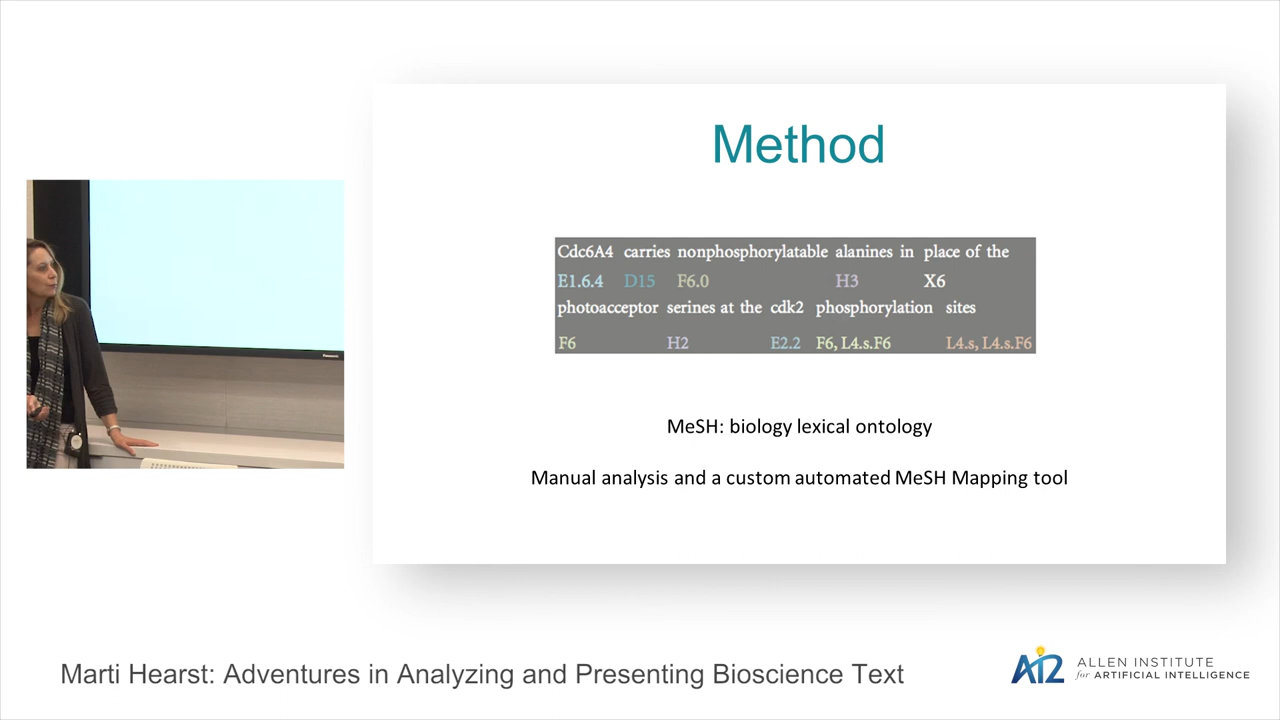 Method
Cdc6A4 carries nonphosphorylatable alanines in place of the
E1.6.4 D15 F6.0 H3 X6
photoacceptor serines at the cdk2 phosphorylation sites
F6 H2 E2.2 F6, L4.s.F6 L4.s, L4.s.F6
MeSH: biology lexical ontology
Manual analysis and a custom automated MeSH Mapping tool
Marti Hearst: Adventures in Analyzing and Presenting Bioscience Text
AI2 ALLEN INSTITUTE
for ARTIFICIAL INTELLIGENCE
Panasonic